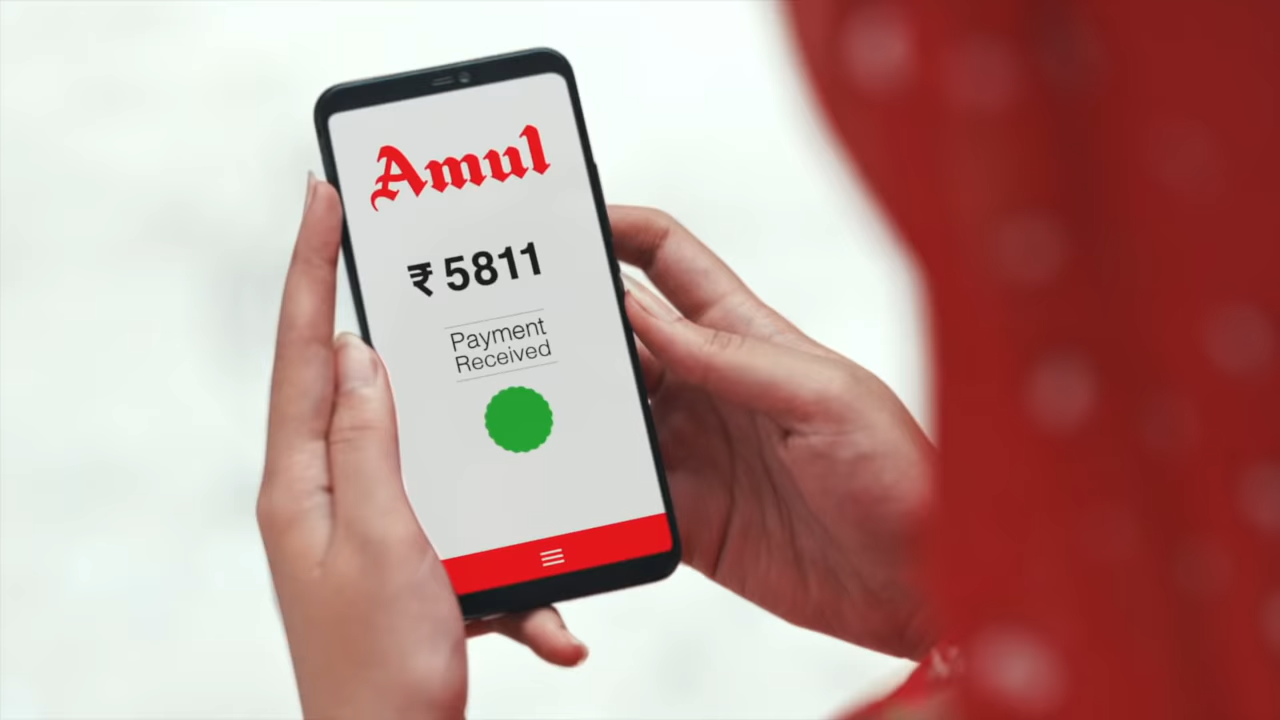 Amul
₹ 5811
Payment
Received